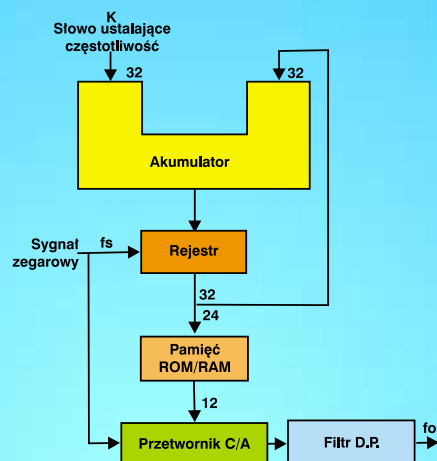 K
Słowo ustalające
częstotliwość
32
32
Akumulator
Sygnał
zegarowy
fs
Rejestr
32
24
Pamięć
ROM/RAM
12
Przetwornik C/A
Filtr D.P.
fo